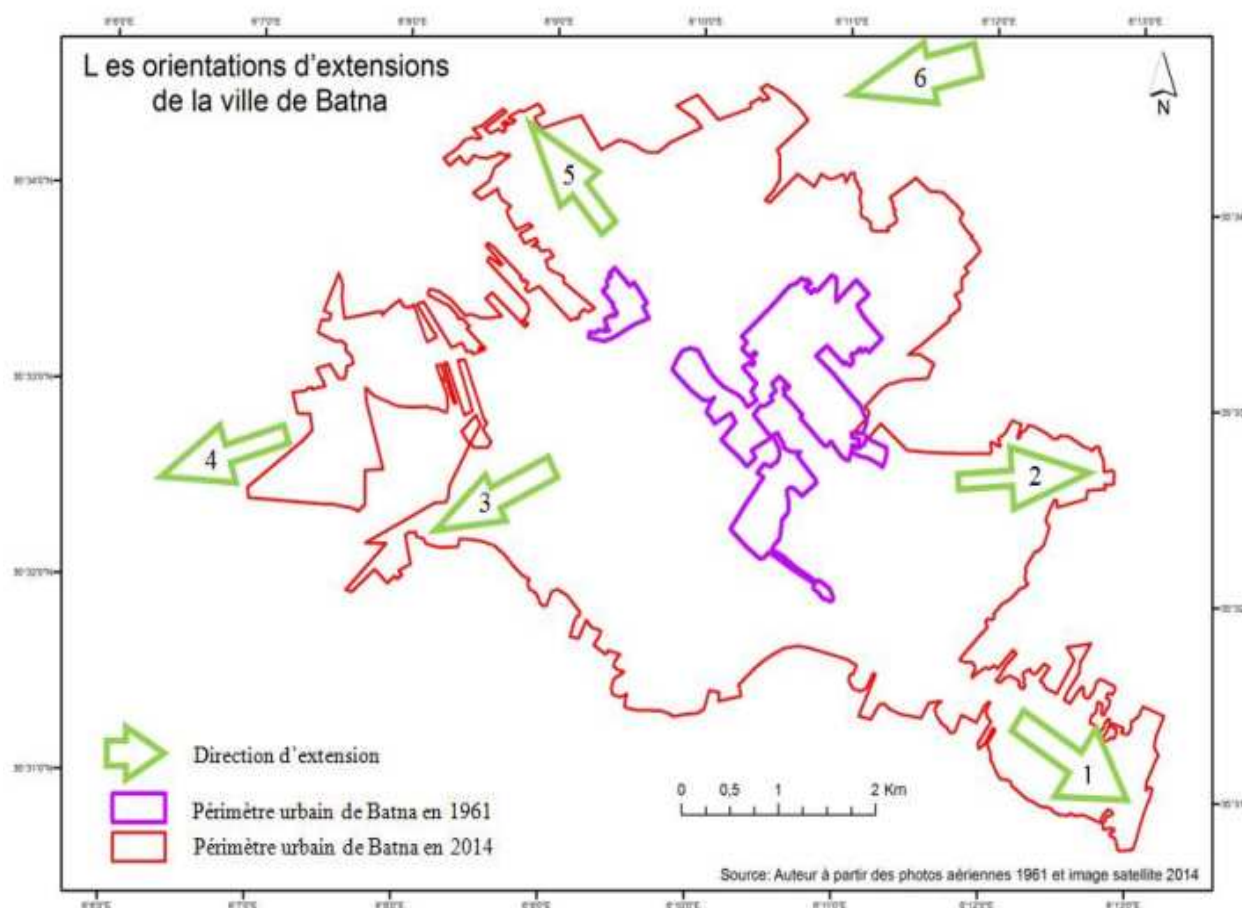 L es orientations d'extensions
de la ville de Batna
6
N
5
4
3
2
1
Direction d'extension
Périmètre urbain de Batna en 1961
Périmètre urbain de Batna en 2014
0 0,5 1 2 Km
Source: Auteur à partir des photos aériennes 1961 et image satellite 2014